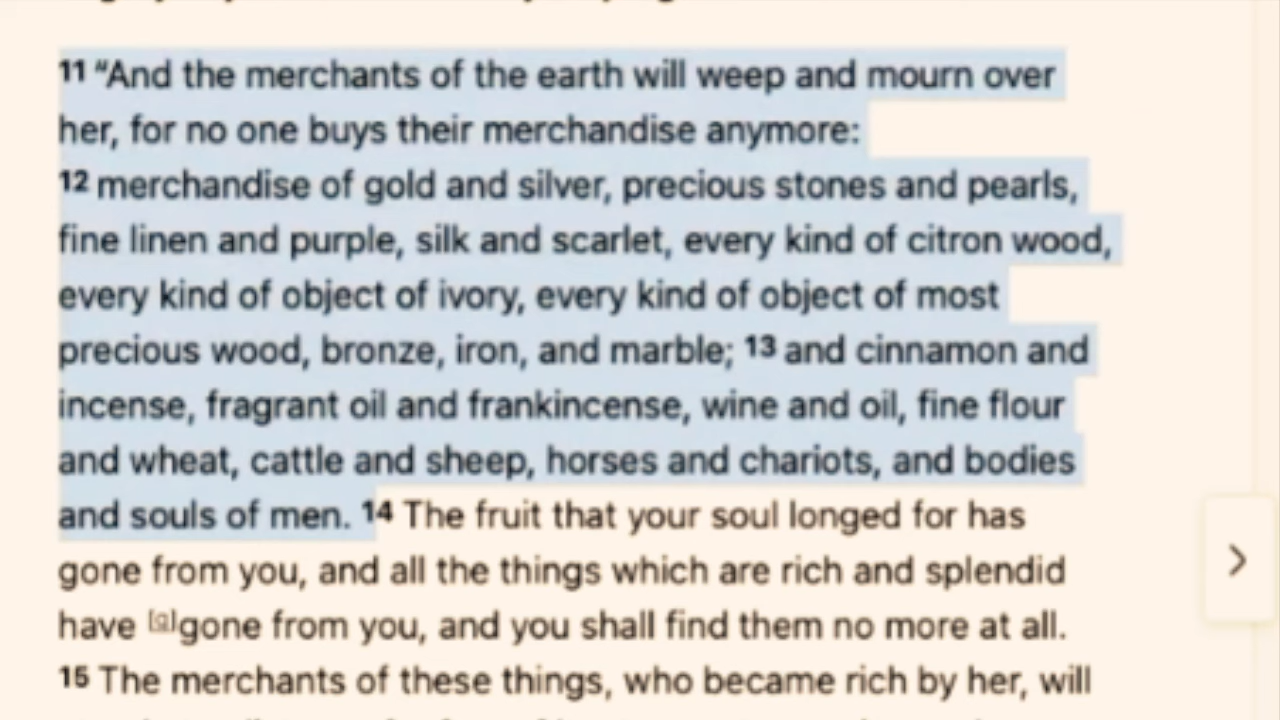 11 “And the merchants of the earth will weep and mourn over
her, for no one buys their merchandise anymore:
12 merchandise of gold and silver, precious stones and pearls,
fine linen and purple, silk and scarlet, every kind of citron wood,
every kind of object of ivory, every kind of object of most
precious wood, bronze, iron, and marble; 13 and cinnamon and
incense, fragrant oil and frankincense, wine and oil, fine flour
and wheat, cattle and sheep, horses and chariots, and bodies
and souls of men. 14 The fruit that your soul longed for has
gone from you, and all the things which are rich and splendid
have [g]gone from you, and you shall find them no more at all.
15 The merchants of these things, who became rich by her, will